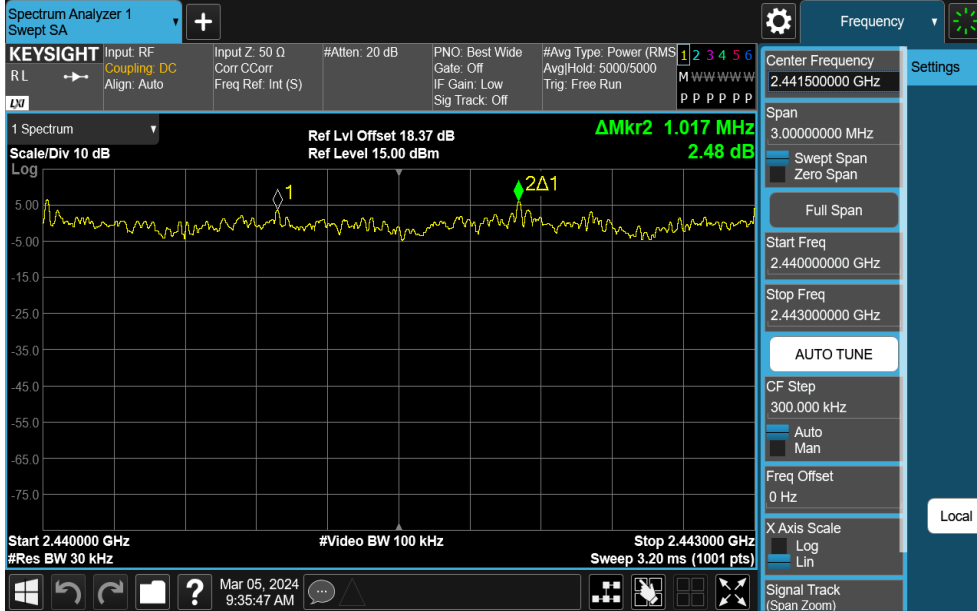 Spectrum Analyzer 1
Swept SA
Frequency
KEYSIGHT
RL
LXI
Input: RF
Coupling: DC
Align: Auto
Input Z: 50 Ω
Corr CCorr
Freq Ref: Int (S)
#Atten: 20 dB
PNO: Best Wide
Gate: Off
IF Gain: Low
Sig Track: Off
#Avg Type: Power (RMS
Avg|Hold: 5000/5000
Trig: Free Run
1 2 3 4 5 6
M W W W W W
P P P P P P
1 Spectrum
Scale/Div 10 dB
Log
Ref Lvl Offset 18.37 dB
Ref Level 15.00 dBm
ΔMkr2 1.017 MHz
2.48 dB
1
2Δ1
5.00
-5.00
-15.0
-25.0
-35.0
-45.0
-55.0
-65.0
-75.0
Start 2.440000 GHz
#Video BW 100 kHz
Stop 2.443000 GHz
#Res BW 30 kHz
Sweep 3.20 ms (1001 pts)
?
Mar 05, 2024
9:35:47 AM
Center Frequency
2.441500000 GHz
Settings
Span
3.00000000 MHz
Swept Span
Zero Span
Full Span
Start Freq
2.440000000 GHz
Stop Freq
2.443000000 GHz
AUTO TUNE
CF Step
300.000 kHz
Auto
Man
Freq Offset
0 Hz
Local
X Axis Scale
Log
Lin
Signal Track
(Span Zoom)